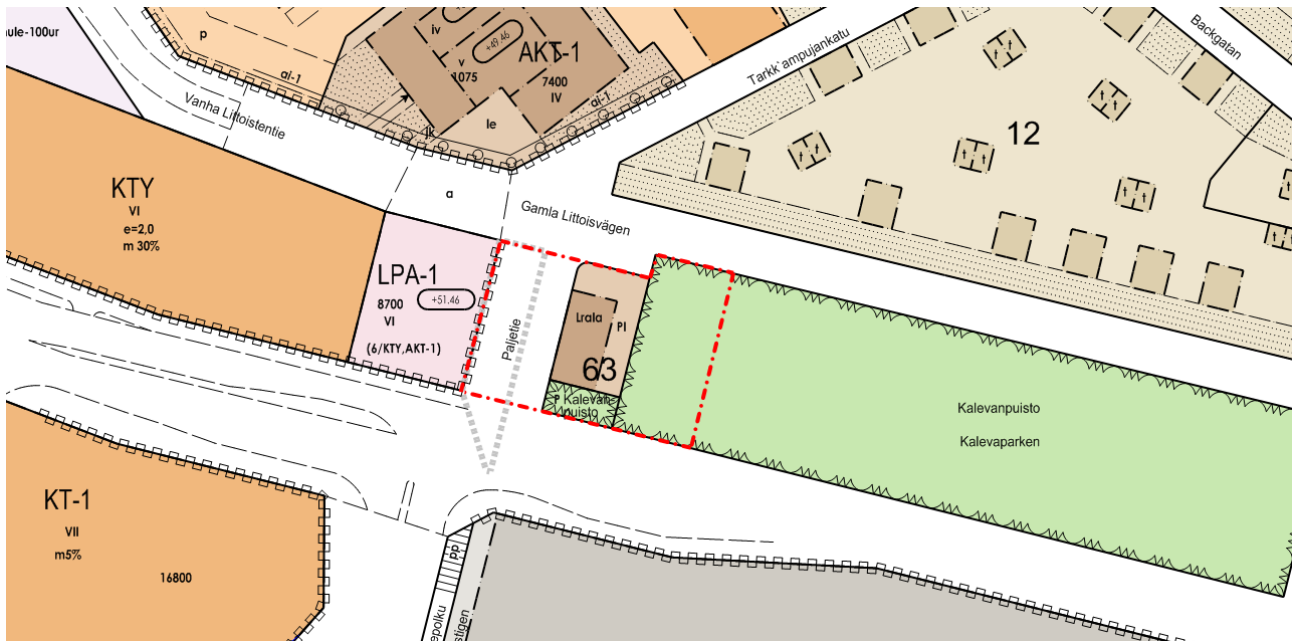 nule-100ur
p
ai-1
Vanha Littoistentie
iv
v
1075
+49.46
AKT-1
7400
IV
ai-1
le
jk
Tarkk´ampujankatu
Backgatan
12
KTY
VI
e=2,0
m 30%
a
Gamla Littoisvägen
LPA-1
8700
+51.46
VI
(6/KTY,AKT-1)
Paljetie
Lrala
Pl
63
P Kalevan-
puisto
Kalevanpuisto
Kalevaparken
KT-1
VII
m5%
16800
pp
epolku
stigen